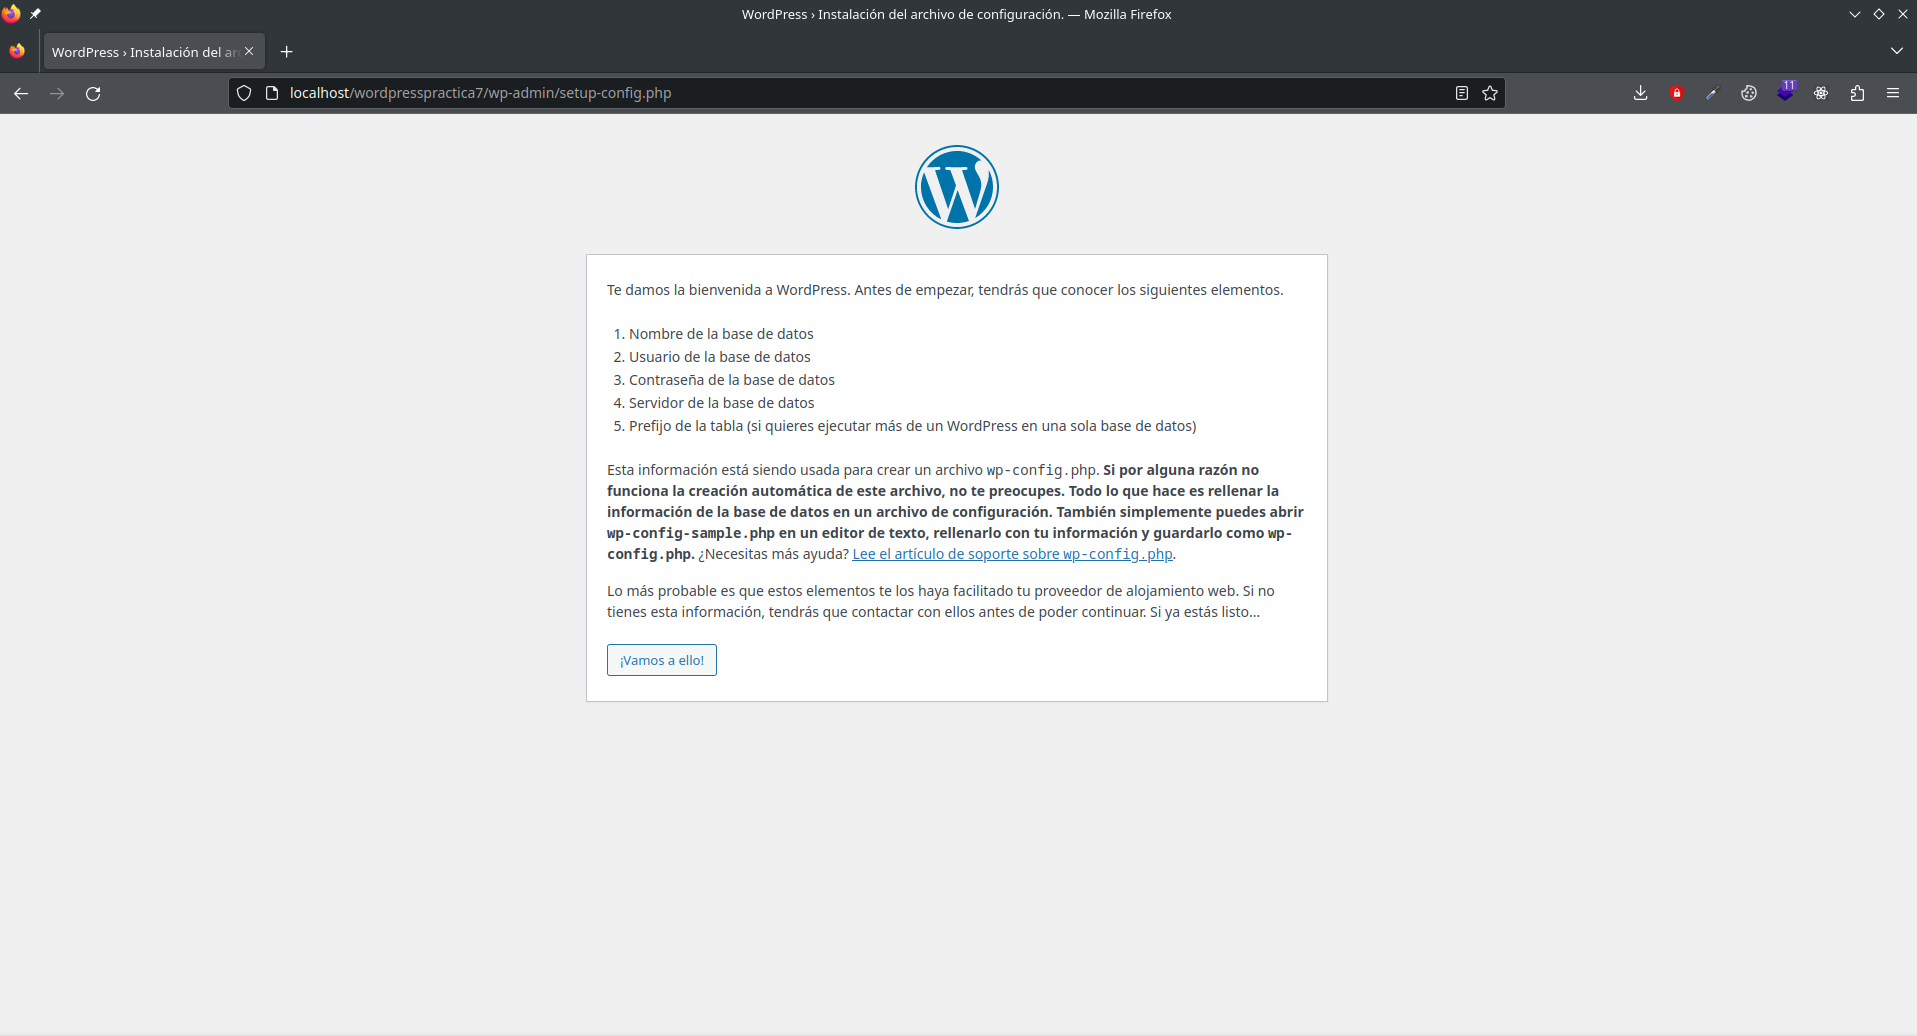 WordPress › Instalación del archivo de configuración. — Mozilla Firefox
WordPress › Instalación del ar
localhost/wordpresspractica7/wp-admin/setup-config.php
11
Te damos la bienvenida a WordPress. Antes de empezar, tendrás que conocer los siguientes elementos.
1. Nombre de la base de datos
2. Usuario de la base de datos
3. Contraseña de la base de datos
4. Servidor de la base de datos
5. Prefijo de la tabla (si quieres ejecutar más de un WordPress en una sola base de datos)
Esta información está siendo usada para crear un archivo wp-config.php. Si por alguna razón no
funciona la creación automática de este archivo, no te preocupes. Todo lo que hace es rellenar la
información de la base de datos en un archivo de configuración. También simplemente puedes abrir
wp-config-sample.php en un editor de texto, rellenarlo con tu información y guardarlo como wp-
config.php. ¿Necesitas más ayuda? Lee el artículo de soporte sobre wp-config.php.
Lo más probable es que estos elementos te los haya facilitado tu proveedor de alojamiento web. Si no
tienes esta información, tendrás que contactar con ellos antes de poder continuar. Si ya estás listo...
¡Vamos a ello!